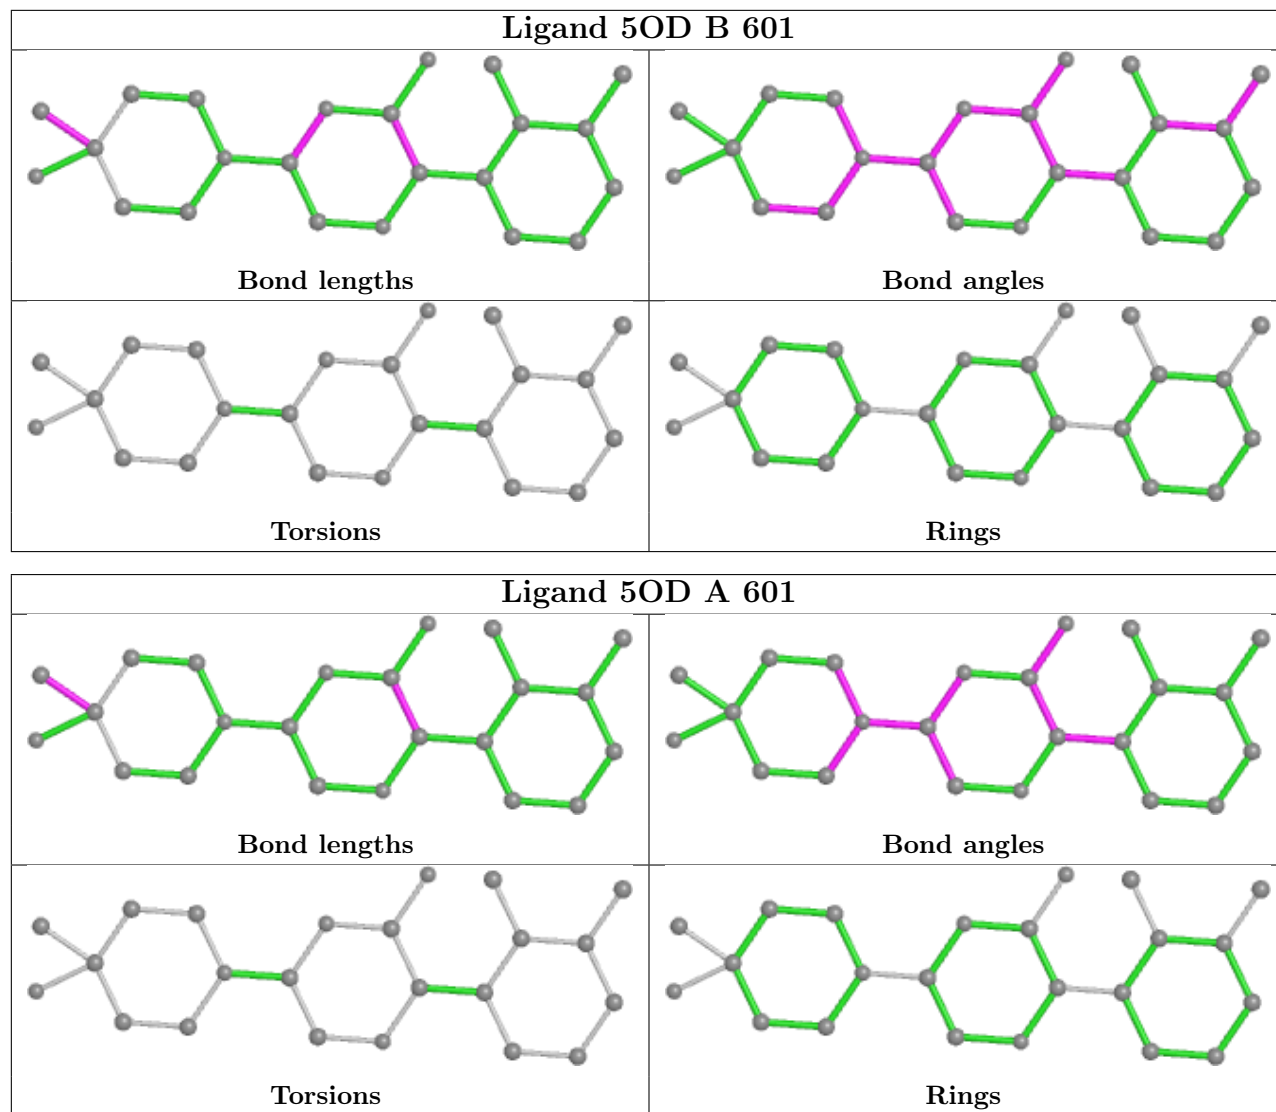 Ligand 5OD B 601
Bond lengths
Bond angles
Torsions
Rings
Ligand 5OD A 601
Bond lengths
Bond angles
Torsions
Rings